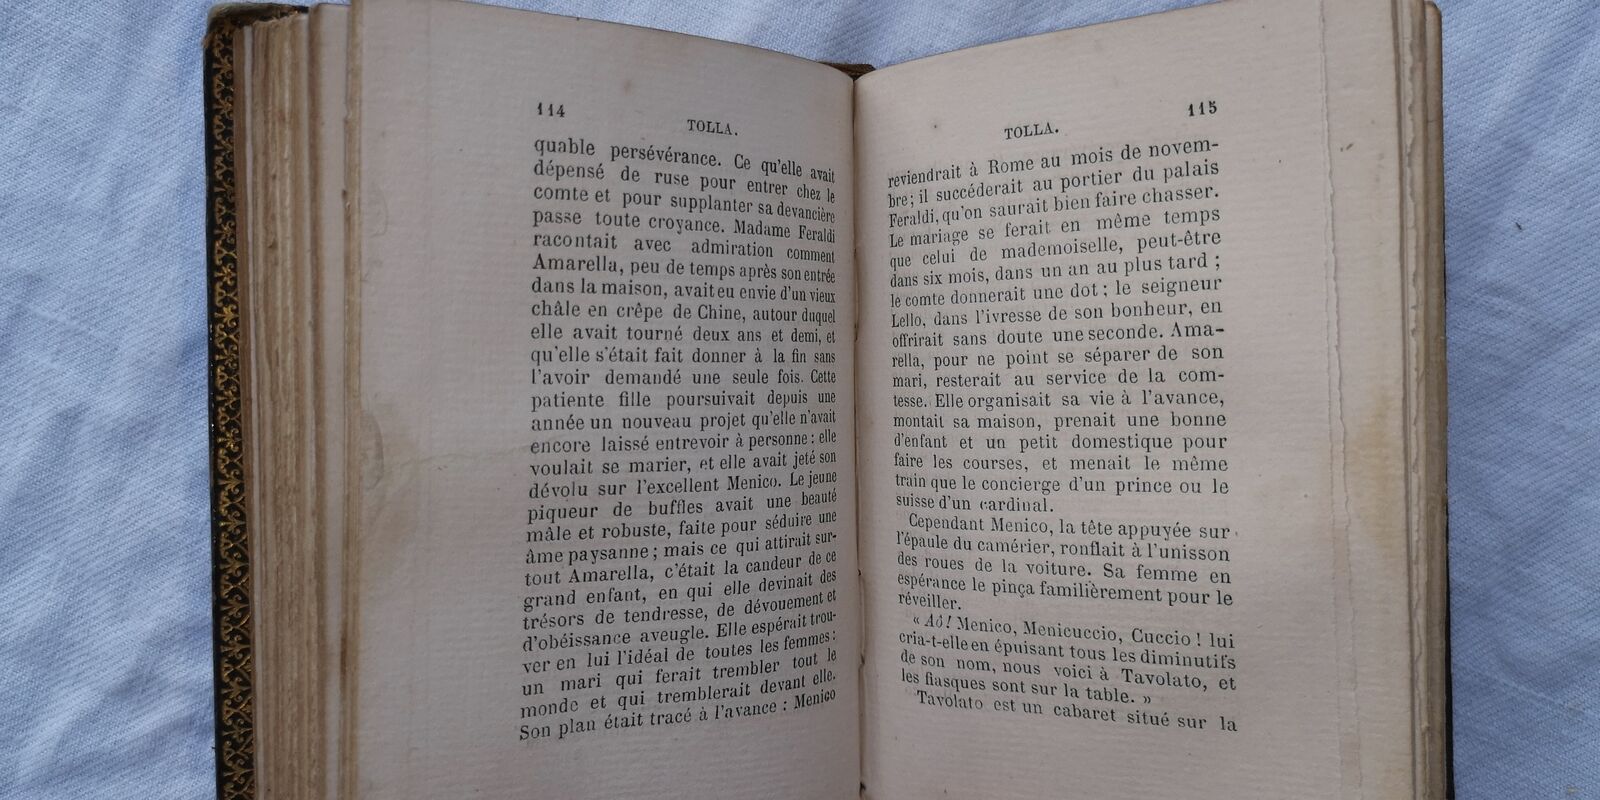 114
TOLLA.
quable persévérance. Ce qu'elle avait
dépensé de ruse pour entrer chez le
comte et pour supplanter sa devancière
passe toute croyance. Madame Feraldi
racontait avec admiration comment
Amarella, peu de temps après son entrée
dans la maison, avait eu envie d'un vieux
châle en crêpe de Chine, autour duquel
elle avait tourné deux ans et demi, et
qu'elle s'était fait donner à la fin sans
l'avoir demandé une seule fois. Cette
patiente fille poursuivait depuis une
année un nouveau projet qu'elle n'avait
encore laissé entrevoir à personne : elle
voulait se marier, et elle avait jeté son
dévolu sur l'excellent Menico. Le jeune
piqueur de buffles avait une beauté
mâle et robuste, faite pour séduire une
âme paysanne ; mais ce qui attirait sur-
tout Amarella, c'était la candeur de ce
grand enfant, en qui elle devinait des
trésors de tendresse, de dévouement et
d'obéissance aveugle. Elle espérait trou-
ver en lui l'idéal de toutes les femmes :
un mari qui ferait trembler tout le
monde et qui tremblerait devant elle.
Son plan était tracé à l'avance : Menico
115
TOLLA.
reviendrait à Rome au mois de novem-
bre ; il succéderait au portier du palais
Feraldi, qu'on saurait bien faire chasser.
Le mariage se ferait en même temps
que celui de mademoiselle, peut-être
dans six mois, dans un an au plus tard ;
le comte donnerait une dot ; le seigneur
Lello, dans l'ivresse de son bonheur, en
offrirait sans doute une seconde. Ama-
rella, pour ne point se séparer de son
mari, resterait au service de la com-
tesse. Elle organisait sa vie à l'avance,
montait sa maison, prenait une bonne
d'enfant et un petit domestique pour
faire les courses, et menait le même
train que le concierge d'un prince ou le
suisse d'un cardinal.
Cependant Menico, la tête appuyée sur
l'épaule du camérier, ronflait à l'unisson
des roues de la voiture. Sa femme en
espérance le pinça familièrement pour le
réveiller.
« Aô! Menico, Menicuccio, Cuccio ! lui
cria-t-elle en épuisant tous les diminutifs
de son nom, nous voici à Tavolato, et
les fiasques sont sur la table. »
Tavolato est un cabaret situé sur la